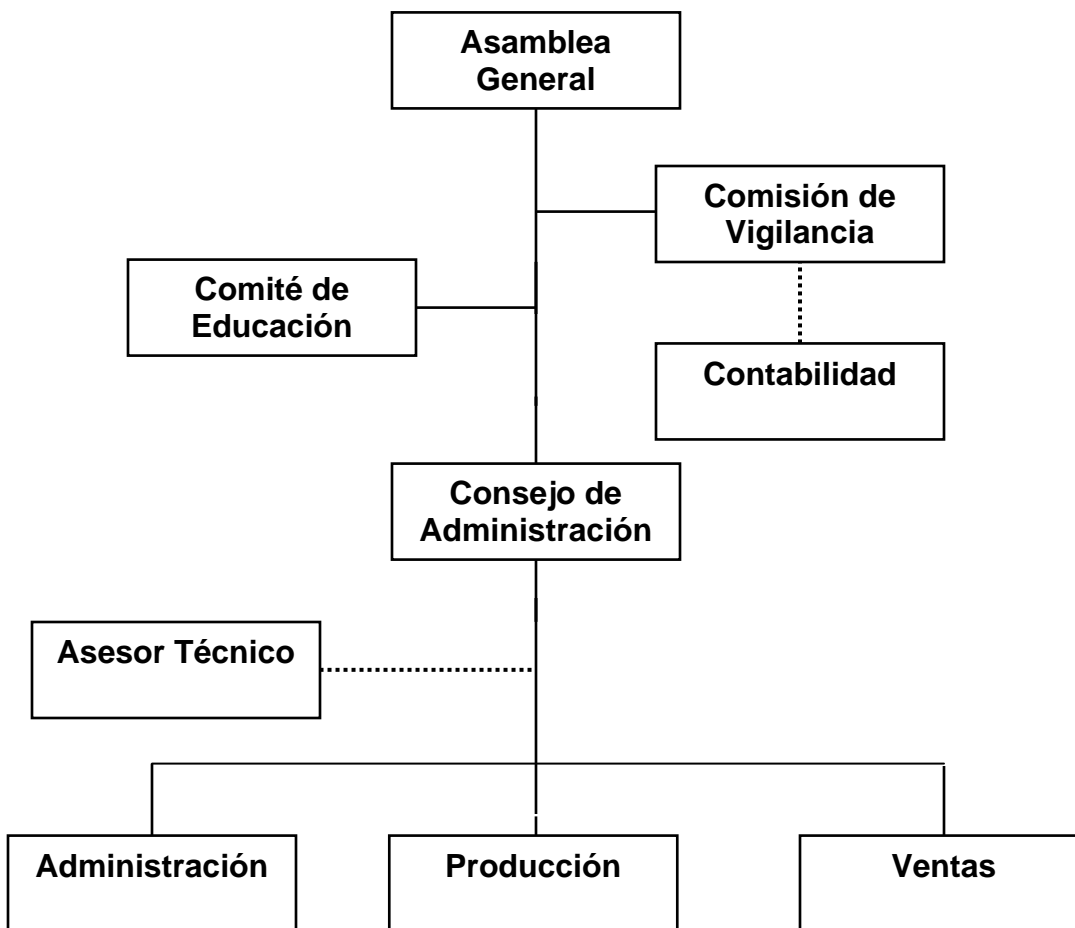 Asamblea
General
Comisión de
Vigilancia
Comité de
Educación
Contabilidad
Consejo de
Administración
Asesor Técnico
Administración
Producción
Ventas